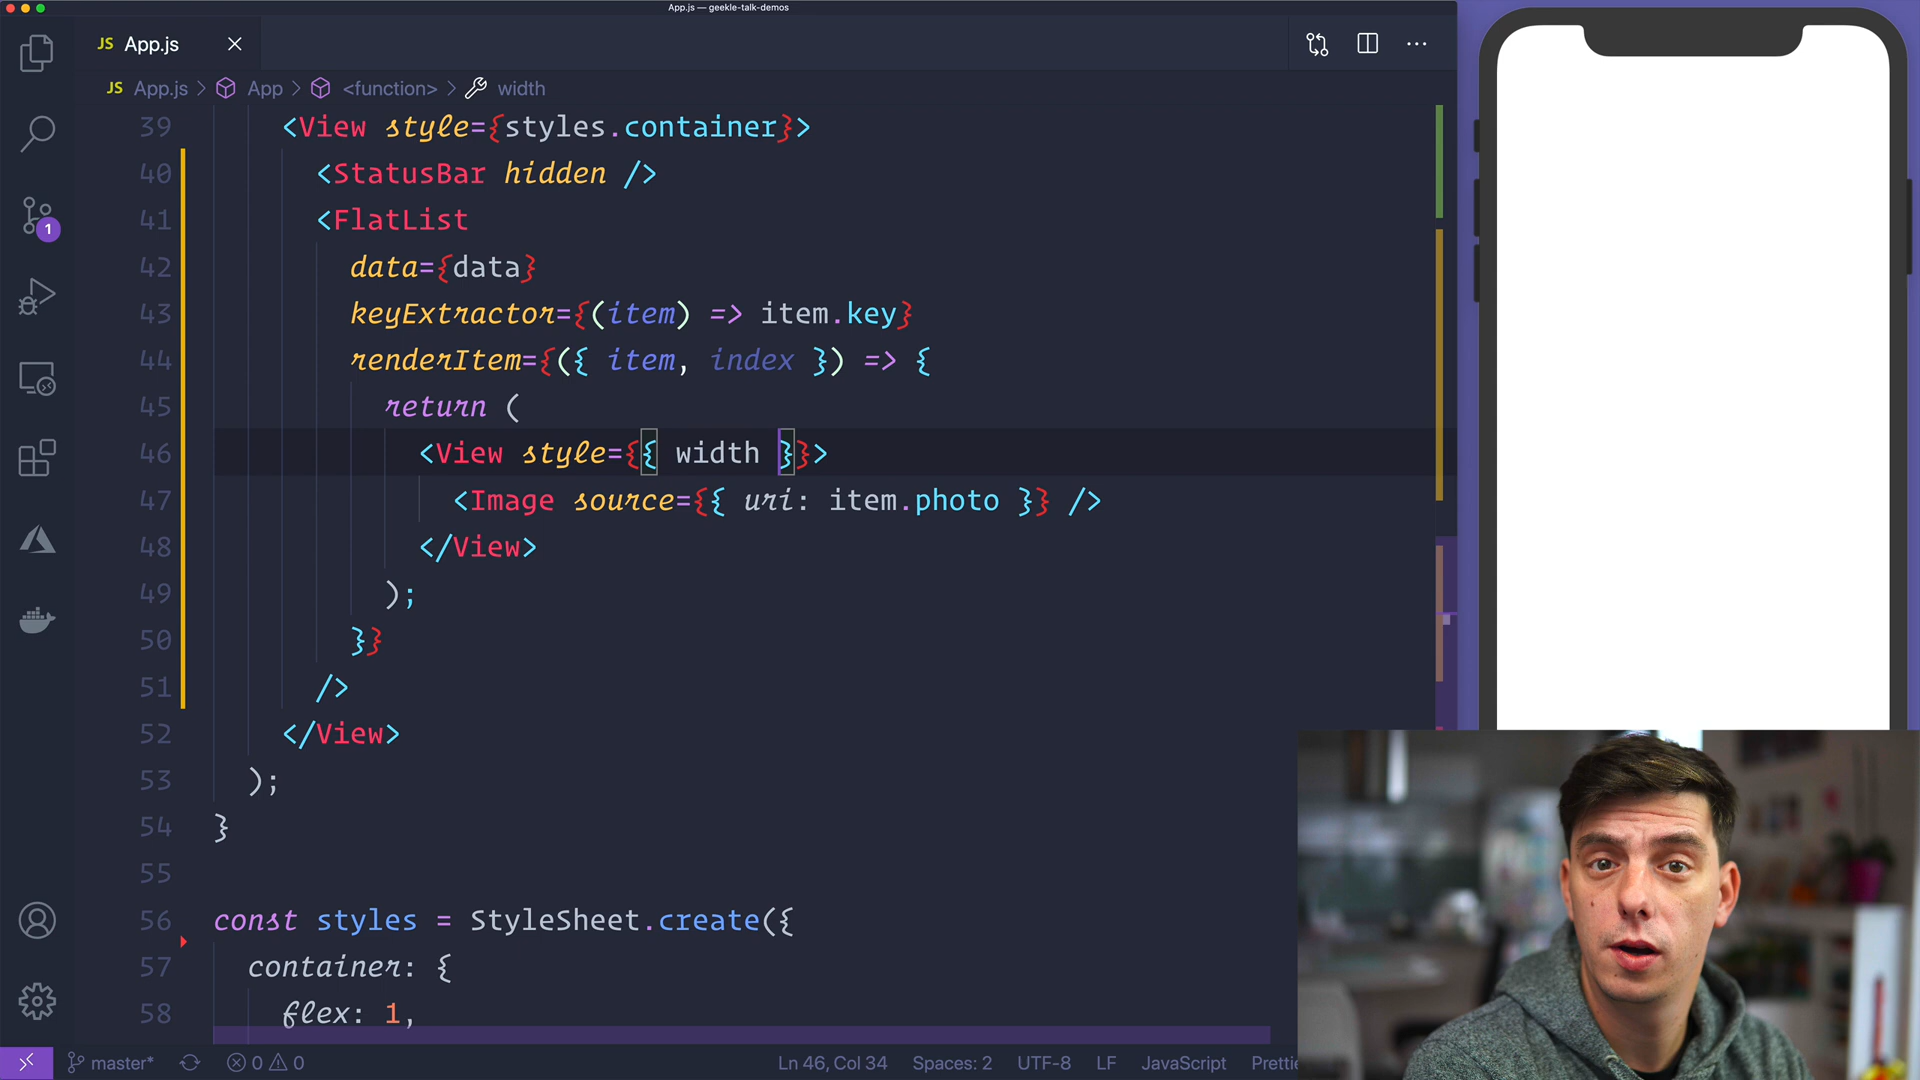 App.js — geekle-talk-demos
JS App.js
JS App.js > App > <function> > width
39 <View style={styles.container}>
40 <StatusBar hidden />
41 <FlatList
42 data={data}
43 keyExtractor={(item) => item.key}
44 renderItem={({ item, index }) => {
45 return (
46 <View style={{ width }}>
47 <Image source={{ uri: item.photo }} />
48 </View>
49 );
50 }}
51 />
52 </View>
53 );
54 }
55
56 const styles = StyleSheet.create({
57 container: {
58 flex: 1,
1
master* 0 0 Ln 46, Col 34 Spaces: 2 UTF-8 LF JavaScript